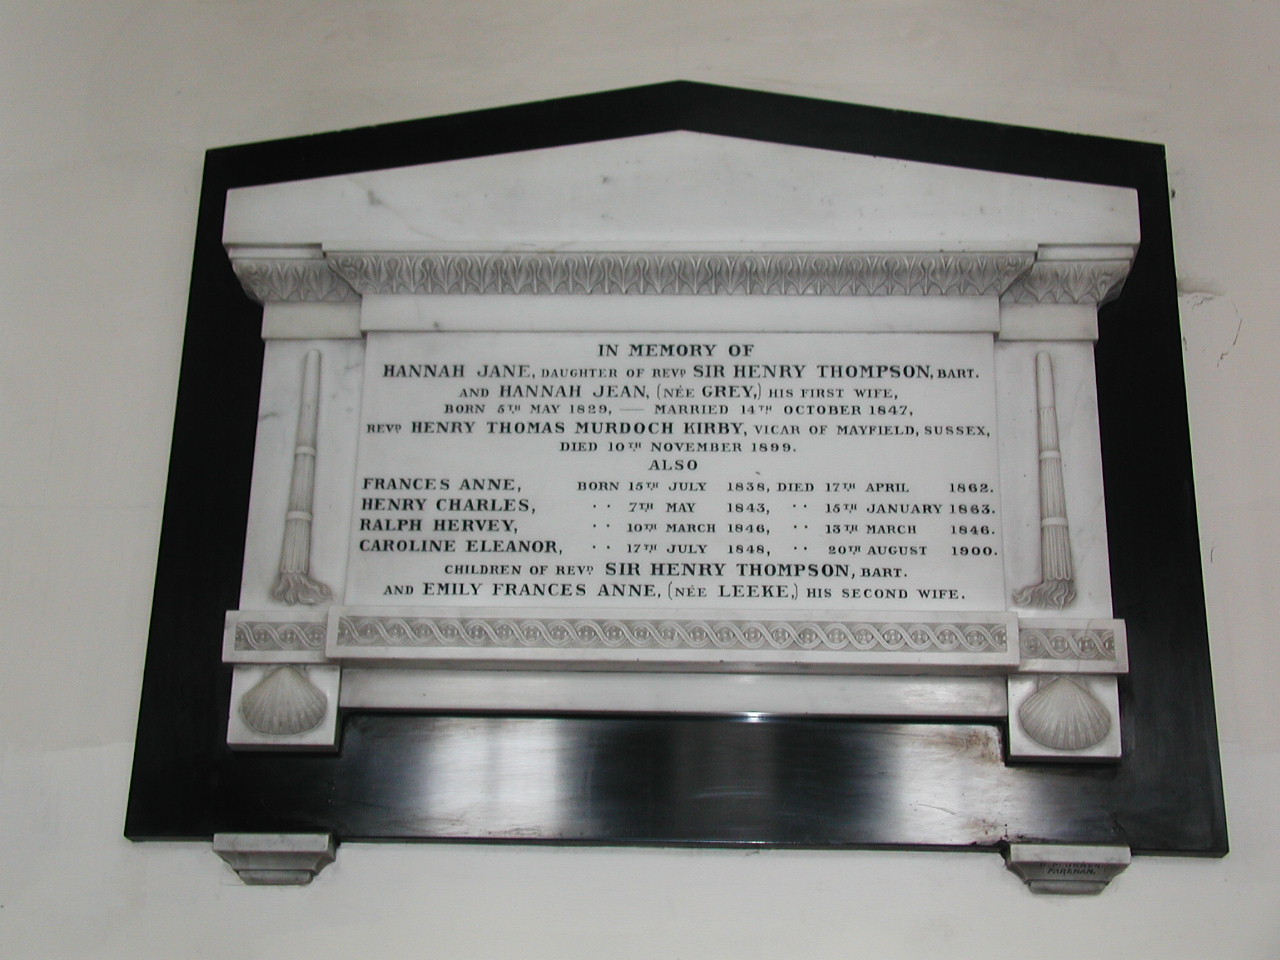 IN MEMORY OF
HANNAH JANE, DAUGHTER OF REVD SIR HENRY THOMPSON, BART.
AND HANNAH JEAN, (NÉE GREY,) HIS FIRST WIFE,
BORN 5TH MAY 1829, — MARRIED 14TH OCTOBER 1847,
REVD HENRY THOMAS MURDOCH KIRBY, VICAR OF MAYFIELD, SUSSEX,
DIED 10TH NOVEMBER 1899.
ALSO
FRANCES ANNE, BORN 15TH JULY 1838, DIED 17TH APRIL 1862.
HENRY CHARLES, ·· 7TH MAY 1843, ·· 15TH JANUARY 1863.
RALPH HERVEY, ·· 10TH MARCH 1846, ·· 13TH MARCH 1846.
CAROLINE ELEANOR, ·· 17TH JULY 1848, ·· 20TH AUGUST 1900.
CHILDREN OF REVD SIR HENRY THOMPSON, BART.
AND EMILY FRANCES ANNE, (NÉE LEEKE,) HIS SECOND WIFE.
FAREHAM.